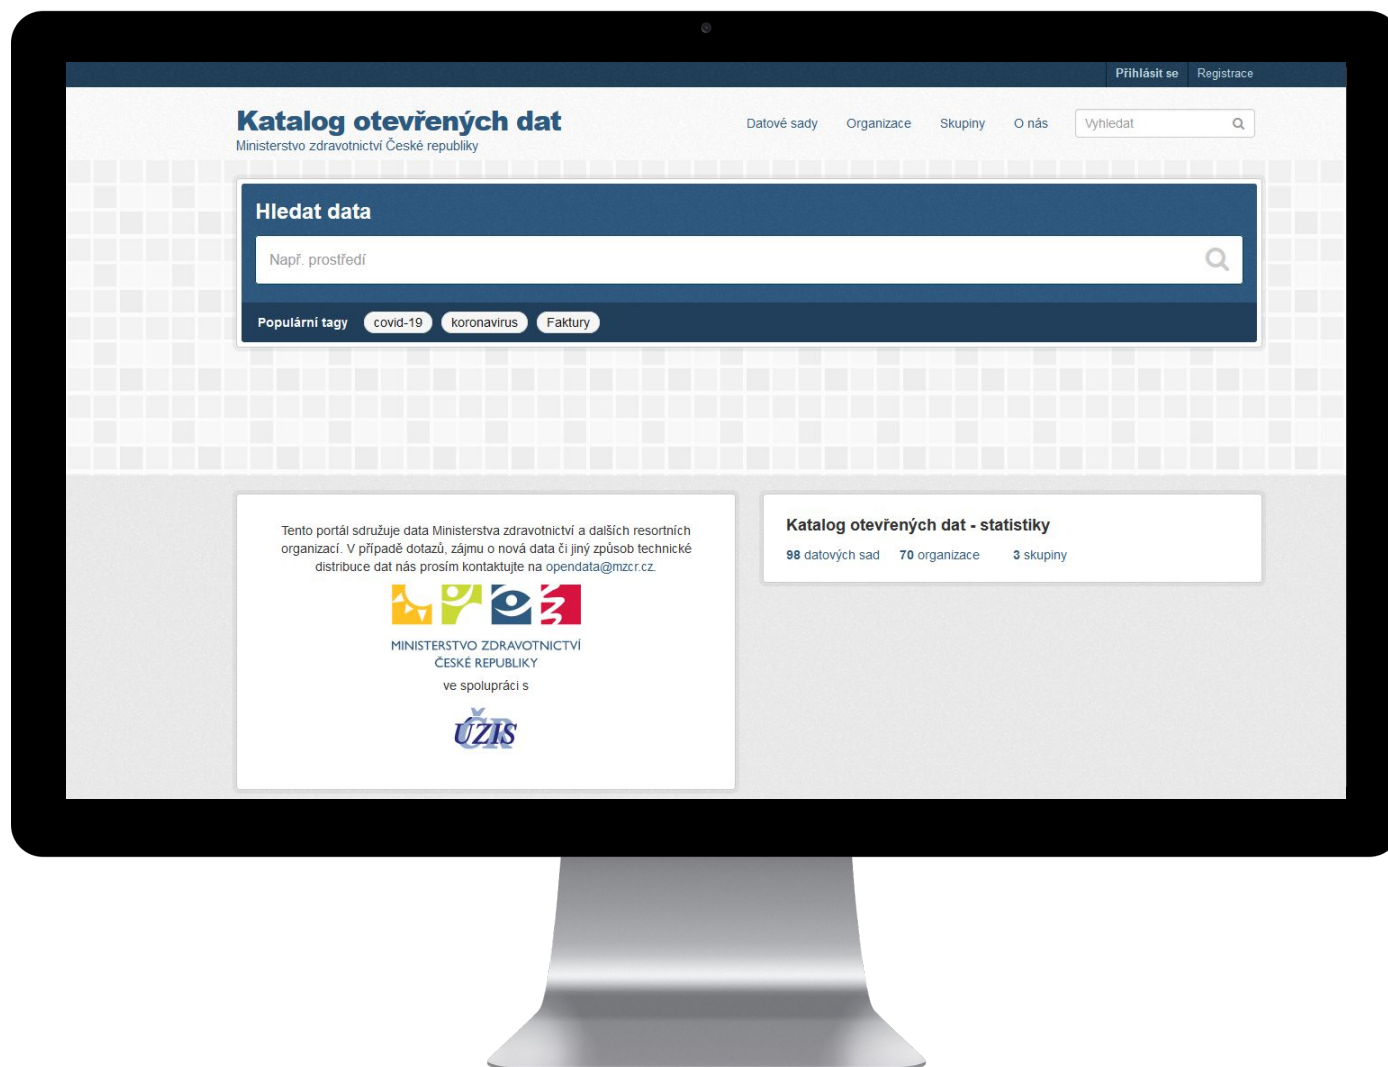 Přihlásit se Registrace
Katalog otevřených dat
Ministerstvo zdravotnictví České republiky
Datové sady Organizace Skupiny O nás Vyhledat
Hledat data
Např. prostředí
Populární tagy covid-19 koronavirus Faktury
Tento portál sdružuje data Ministerstva zdravotnictví a dalších resortních
organizací. V případě dotazů, zájmu o nová data či jiný způsob technické
distribuce dat nás prosím kontaktujte na opendata@mzcr.cz.
MINISTERSTVO ZDRAVOTNICTVÍ
ČESKÉ REPUBLIKY
ve spolupráci s
ÚZIS ČR
Katalog otevřených dat - statistiky
98 datových sad 70 organizace 3 skupiny